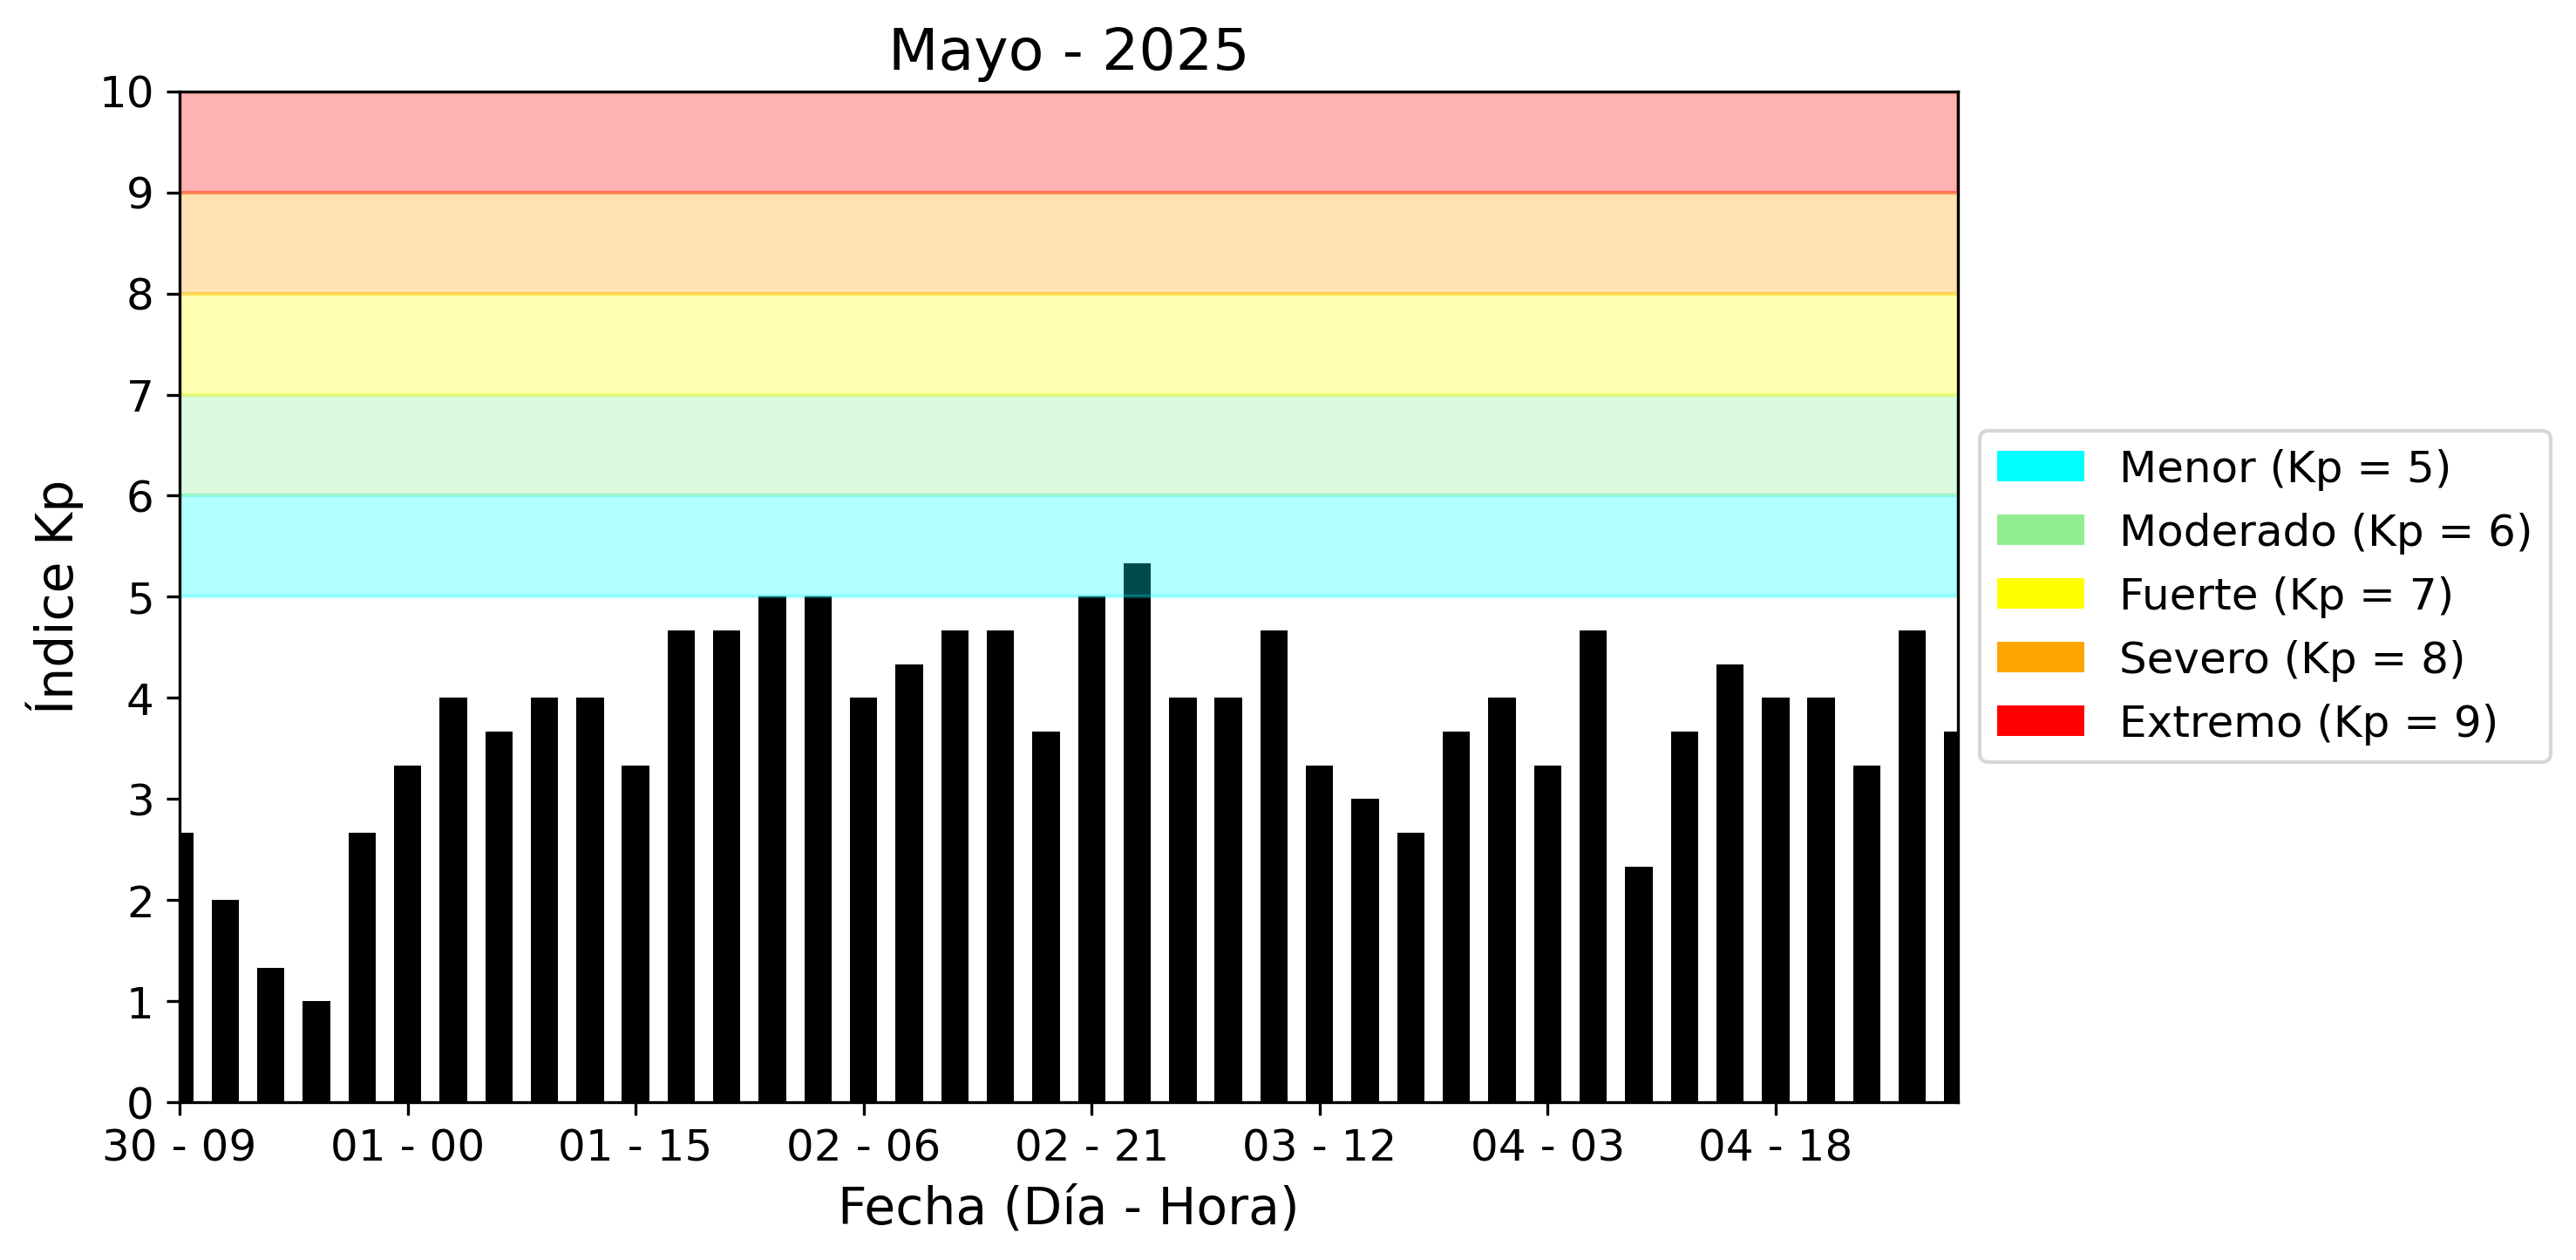 Mayo - 2025
10
9
8
7
6
5
4
3
2
1
0
Índice Kp
30 - 09 01 - 00 01 - 15 02 - 06 02 - 21 03 - 12 04 - 03 04 - 18
Fecha (Día - Hora)
Menor (Kp = 5)
Moderado (Kp = 6)
Fuerte (Kp = 7)
Severo (Kp = 8)
Extremo (Kp = 9)